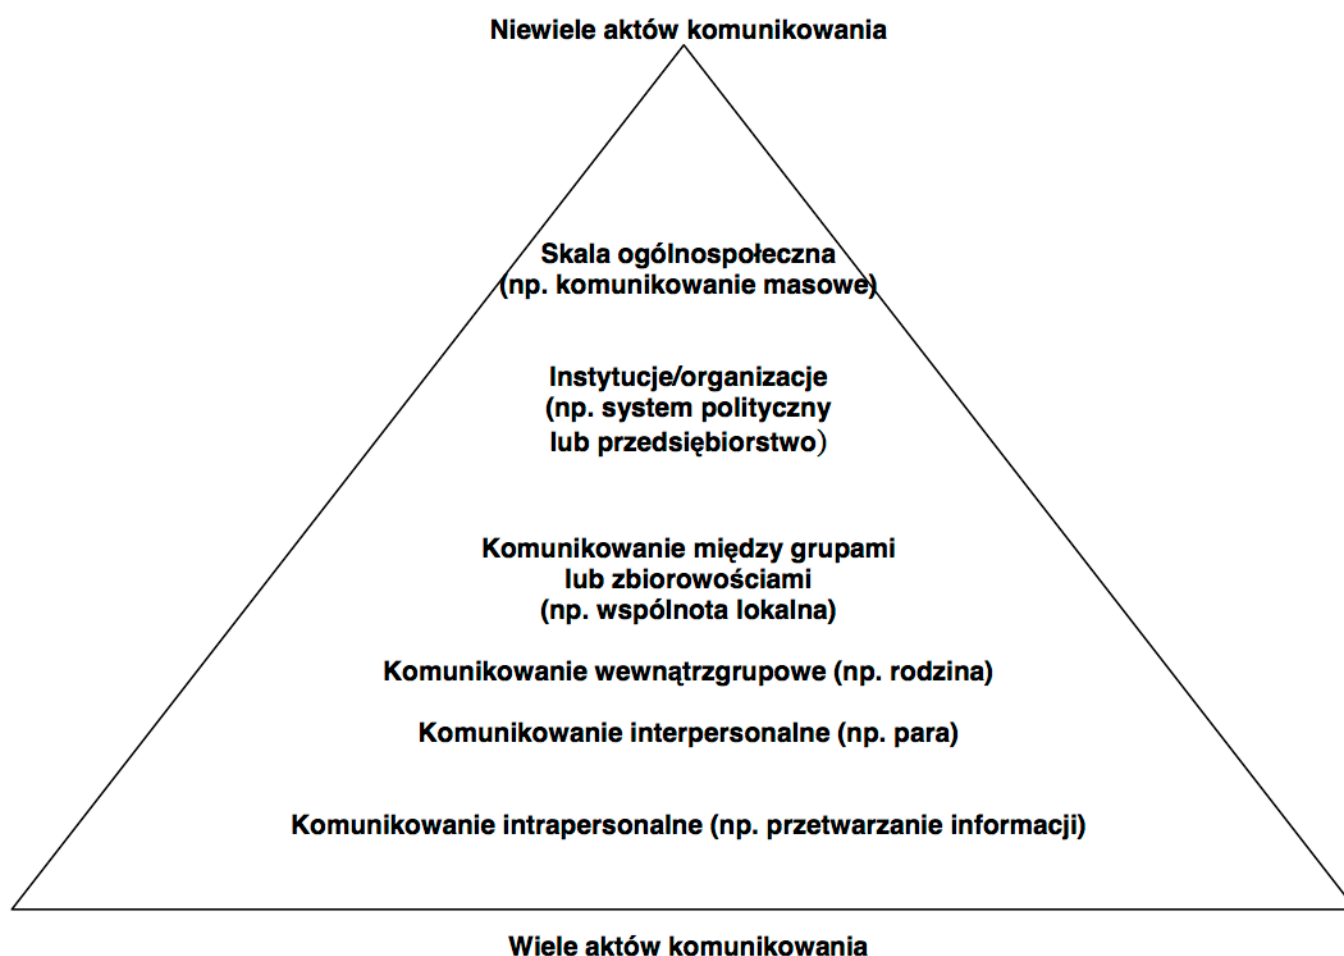 Niewiele aktów komunikowania
Skala ogólnospołeczna
(np. komunikowanie masowe)
Instytucje/organizacje
(np. system polityczny
lub przedsiębiorstwo)
Komunikowanie między grupami
lub zbiorowościami
(np. wspólnota lokalna)
Komunikowanie wewnątrzgrupowe (np. rodzina)
Komunikowanie interpersonalne (np. para)
Komunikowanie intrapersonalne (np. przetwarzanie informacji)
Wiele aktów komunikowania